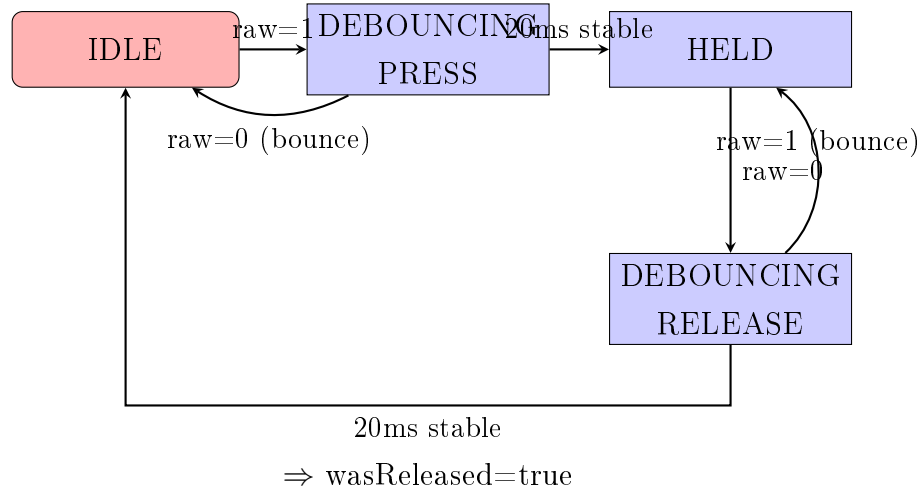 IDLE
raw=1
DEBOUNCING
PRESS
20ms stable
HELD
raw=0 (bounce)
raw=1 (bounce)
raw=0
DEBOUNCING
RELEASE
20ms stable
⇒ wasReleased=true